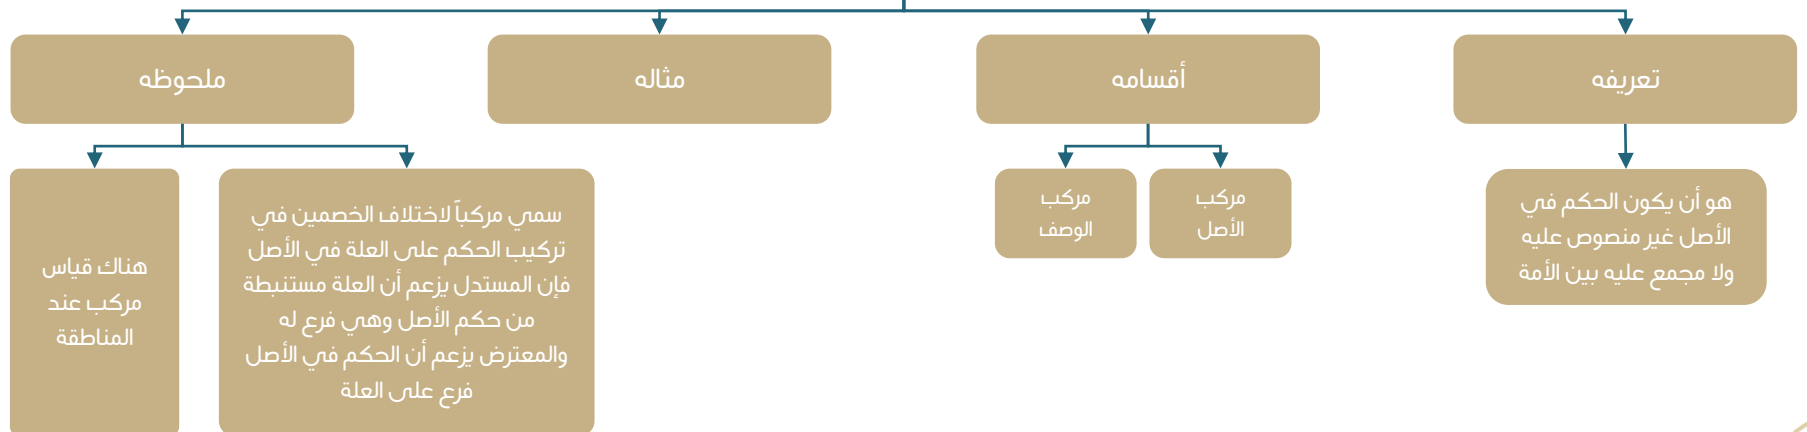 تعريفه
أقسامه
مثاله
ملحوظه
هو أن يكون الحكم في
الأصل غير منصوص عليه
ولا مجمع عليه بين الأمة
مركب
الأصل
مركب
الوصف
سمي مركباً لاختلاف الخصمين في
تركيب الحكم على العلة في الأصل
فإن المستدل يزعم أن العلة مستنبطة
من حكم الأصل وهي فرع له
والمعترض يزعم أن الحكم في الأصل
فرع على العلة
هناك قياس
مركب عند
المناطقة